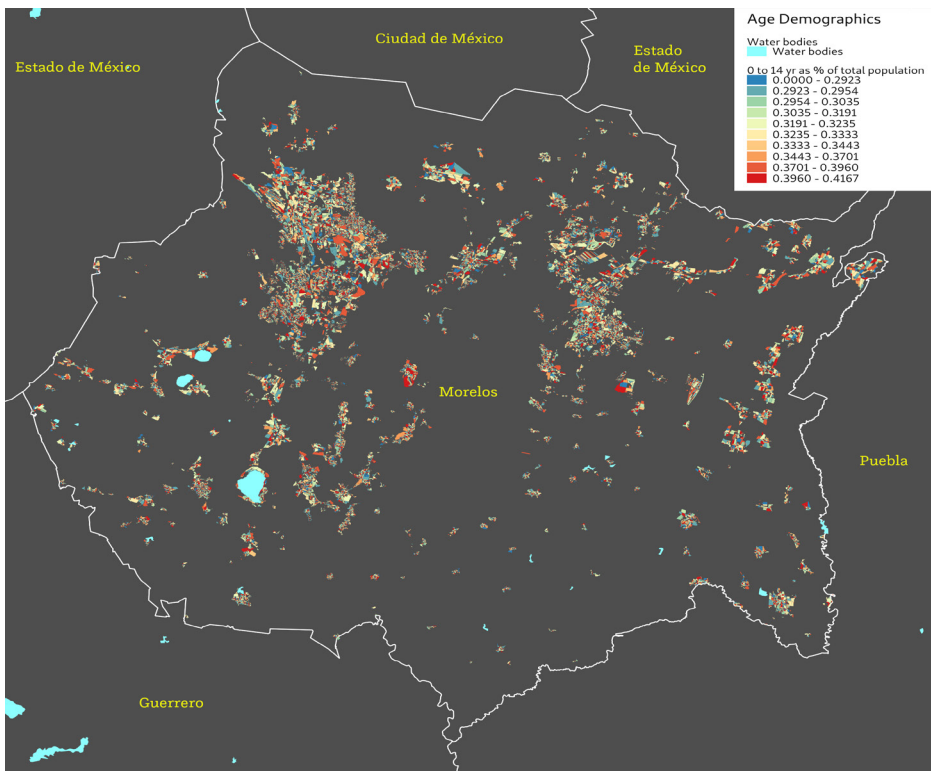 Age Demographics
Water bodies
Water bodies
0 to 14 yr as % of total population
0.0000 - 0.2923
0.2923 - 0.2954
0.2954 - 0.3035
0.3035 - 0.3191
0.3191 - 0.3235
0.3235 - 0.3333
0.3333 - 0.3443
0.3443 - 0.3701
0.3701 - 0.3960
0.3960 - 0.4167
Ciudad de México
Estado de México
Estado
de México
Morelos
Puebla
Guerrero